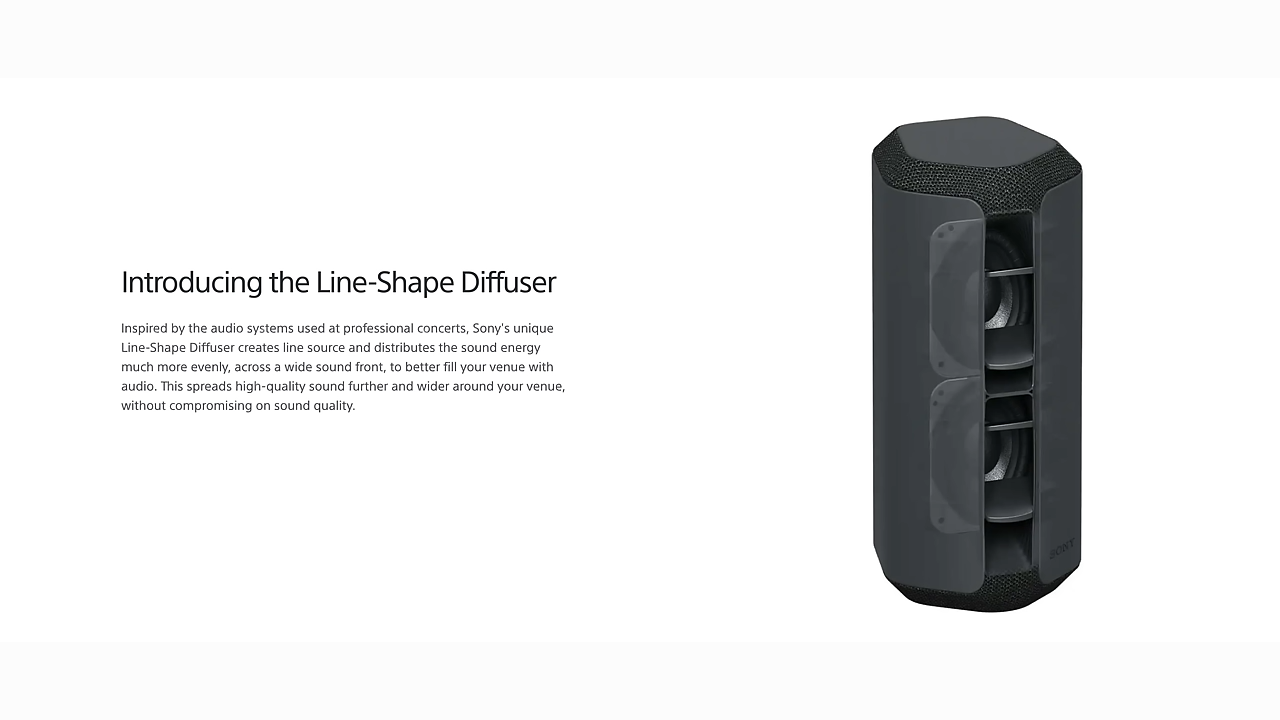 Introducing the Line-Shape Diffuser
Inspired by the audio systems used at professional concerts, Sony's unique
Line-Shape Diffuser creates line source and distributes the sound energy
much more evenly, across a wide sound front, to better fill your venue with
audio. This spreads high-quality sound further and wider around your venue,
without compromising on sound quality.
SONY